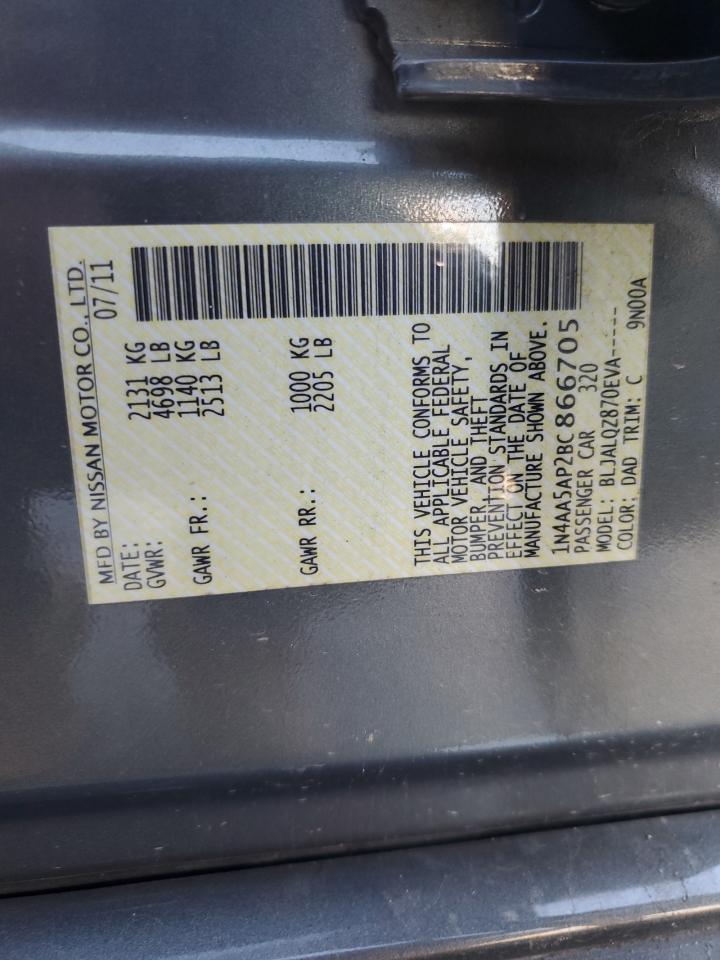 MFD BY NISSAN MOTOR CO., LTD.
DATE: 07/11
GVWR: 2131 KG
4698 LB
GAWR FR.: 1140 KG
2513 LB
GAWR RR.: 1000 KG
2205 LB
THIS VEHICLE CONFORMS TO
ALL APPLICABLE FEDERAL
MOTOR VEHICLE SAFETY,
BUMPER, AND THEFT
PREVENTION STANDARDS IN
EFFECT ON THE DATE OF
MANUFACTURE SHOWN ABOVE.
1N4AA5AP2BC866705
PASSENGER CAR 320
MODEL: BLJALQZ870EVA-----
COLOR: DAD TRIM: C 9N00A